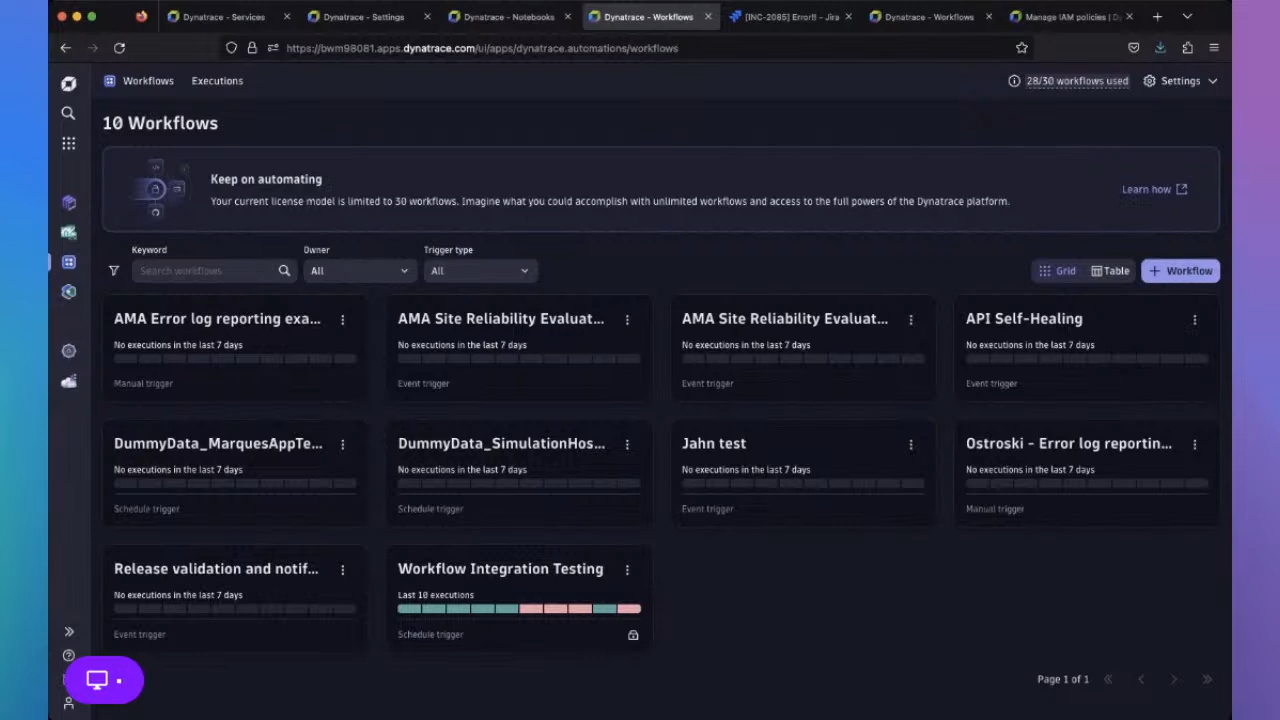 Dynatrace - Services
Dynatrace - Settings
Dynatrace - Notebooks
Dynatrace - Workflows
[INC-2085] Error!! - Jira
Dynatrace - Workflows
Manage IAM policies | Dy
https://bwm98081.apps.dynatrace.com/ui/apps/dynatrace.automations/workflows
Workflows
Executions
28/30 workflows used
Settings
10 Workflows
Keep on automating
Your current license model is limited to 30 workflows. Imagine what you could accomplish with unlimited workflows and access to the full powers of the Dynatrace platform.
Learn how
Keyword
Owner
Trigger type
Search workflows
All
All
Grid
Table
Workflow
AMA Error log reporting exa...
No executions in the last 7 days
Manual trigger
AMA Site Reliability Evaluat...
No executions in the last 7 days
Event trigger
AMA Site Reliability Evaluat...
No executions in the last 7 days
Event trigger
API Self-Healing
No executions in the last 7 days
Event trigger
DummyData_MarquesAppTe...
No executions in the last 7 days
Schedule trigger
DummyData_SimulationHos...
No executions in the last 7 days
Schedule trigger
Jahn test
No executions in the last 7 days
Event trigger
Ostroski - Error log reportin...
No executions in the last 7 days
Manual trigger
Release validation and notif...
No executions in the last 7 days
Event trigger
Workflow Integration Testing
Last 10 executions
Schedule trigger
Page 1 of 1